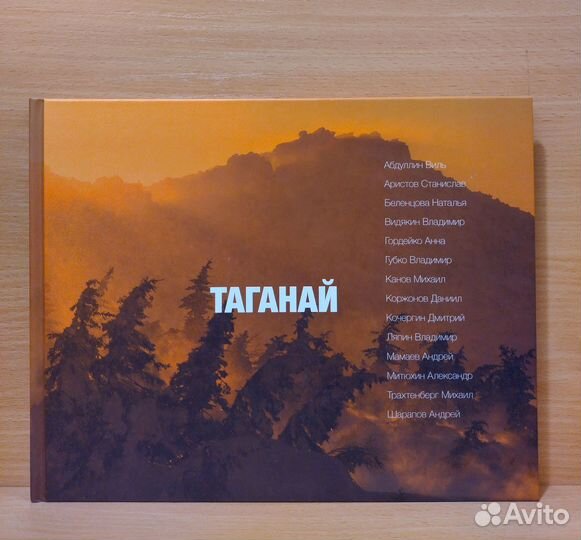 Абдуллин Виль
Аристов Станислав
Беленцова Наталья
Видякин Владимир
Гордейко Анна
Губко Владимир
Канов Михаил
Коржонов Даниил
Кочергин Дмитрий
Ляпин Владимир
Мамаев Андрей
Митюхин Александр
Трахтенберг Михаил
Шарапов Андрей
ТАГАНАЙ
Avito